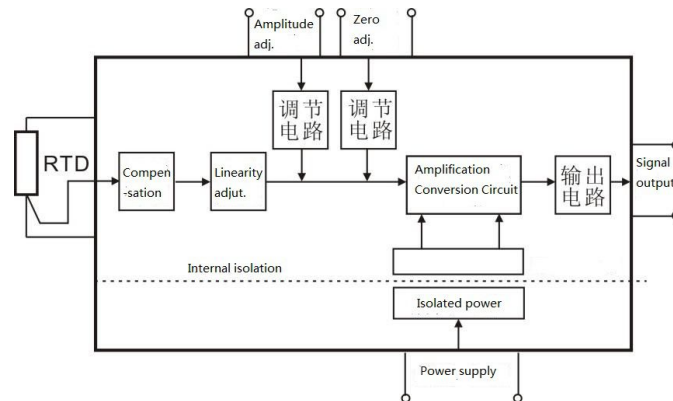 Amplitude
adj.
Zero
adj.
调节
电路
调节
电路
RTD
Compen
-sation
Linearity
adjut.
Amplification
Conversion Circuit
输出
电路
Signal
output
Internal isolation
Isolated power
Power supply